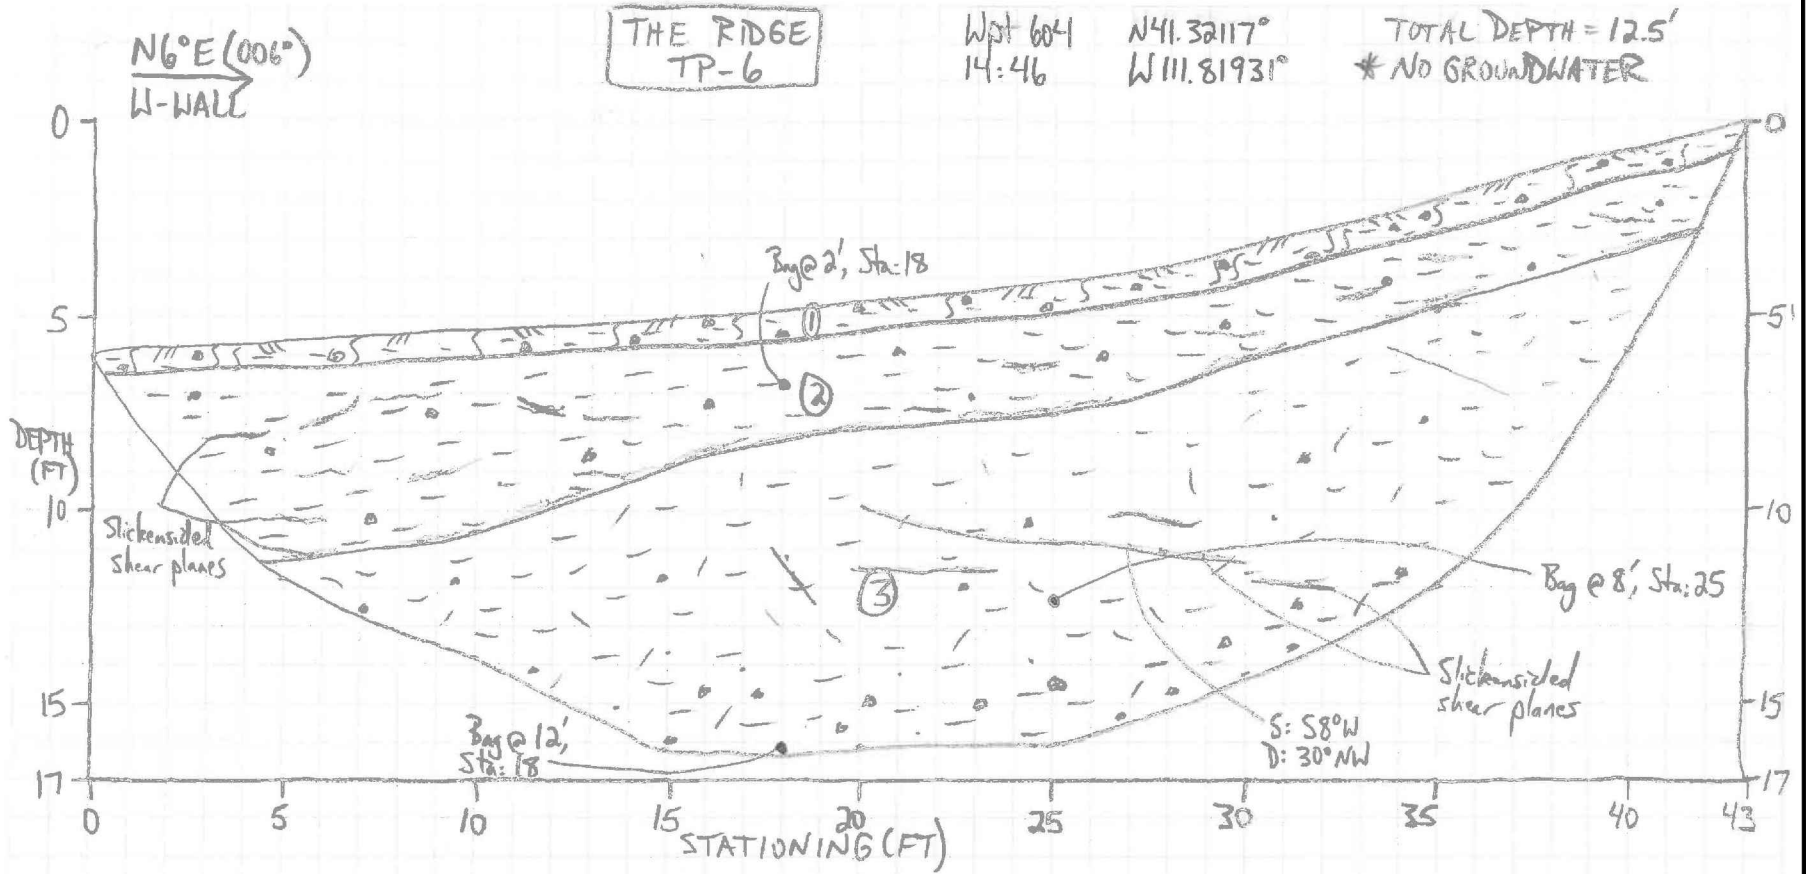 N6°E (006°)
W-WALL
THE RIDGE
TP-6
Wpt 604 N41.32117°
14:46 W111.81931°
TOTAL DEPTH = 12.5'
* NO GROUNDWATER
0
0
Bag @ 2', Sta: 18
5
5'
1
2
DEPTH
(FT)
10
10
Slickensided
shear planes
3
Bag @ 8', Sta: 25
Slickensided
shear planes
15
15
S: S8°W
D: 30°NW
Bag @ 12',
Sta: 18
17
17
0 5 10 15 20 25 30 35 40 43
STATIONING (FT)